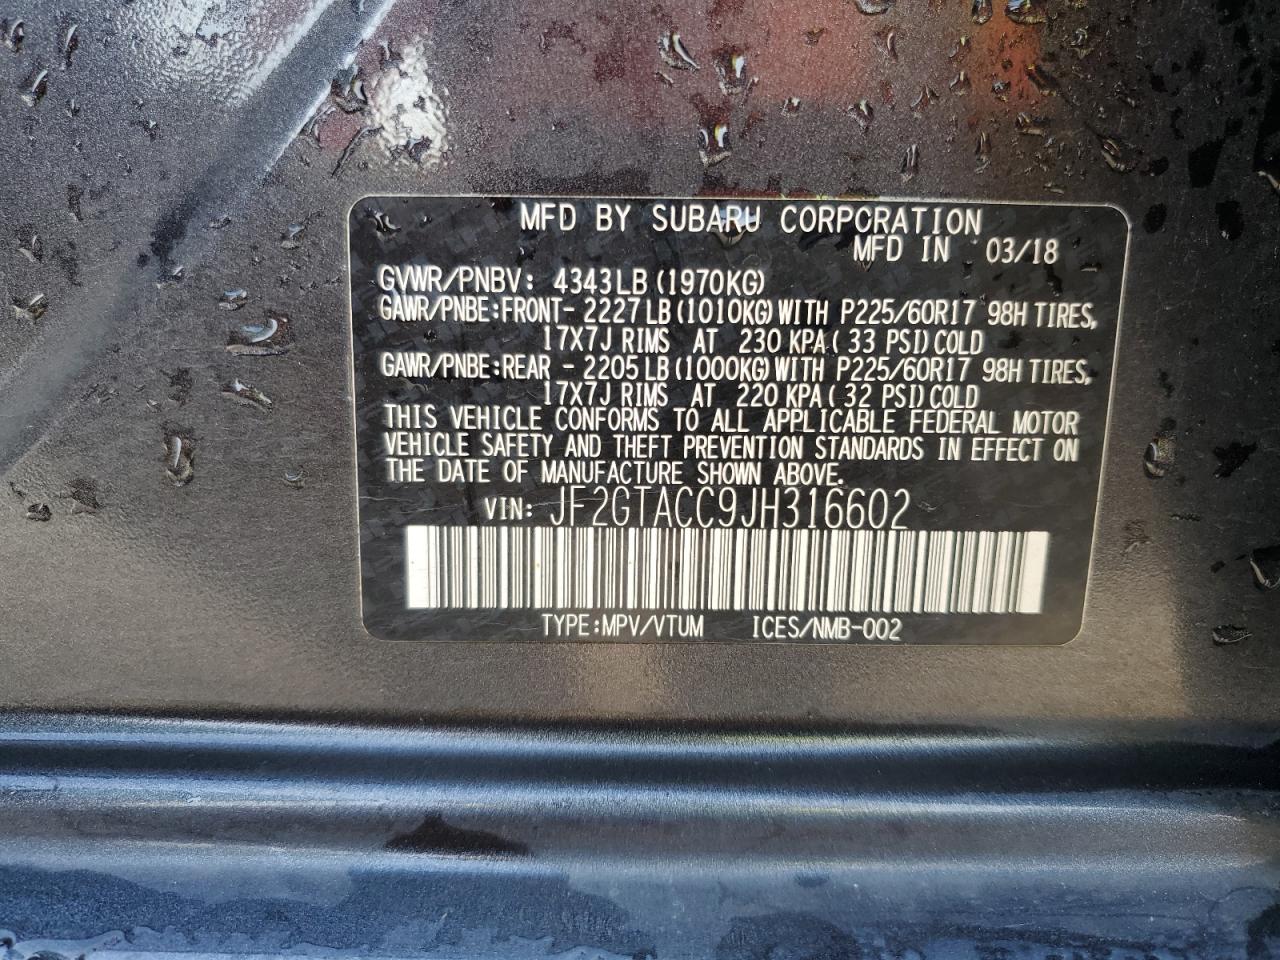 MFD BY SUBARU CORPORATION
MFD IN 03/18
GVWR/PNBV: 4343LB (1970KG)
GAWR/PNBE:FRONT- 2227LB (1010KG) WITH P225/60R17 98H TIRES,
17X7J RIMS AT 230 KPA (33 PSI) COLD
GAWR/PNBE:REAR - 2205LB (1000KG) WITH P225/60R17 98H TIRES,
17X7J RIMS AT 220 KPA (32 PSI) COLD
THIS VEHICLE CONFORMS TO ALL APPLICABLE FEDERAL MOTOR
VEHICLE SAFETY AND THEFT PREVENTION STANDARDS IN EFFECT ON
THE DATE OF MANUFACTURE SHOWN ABOVE.
VIN: JF2GTACC9JH316602
TYPE:MPV/VTUM ICES/NMB-002